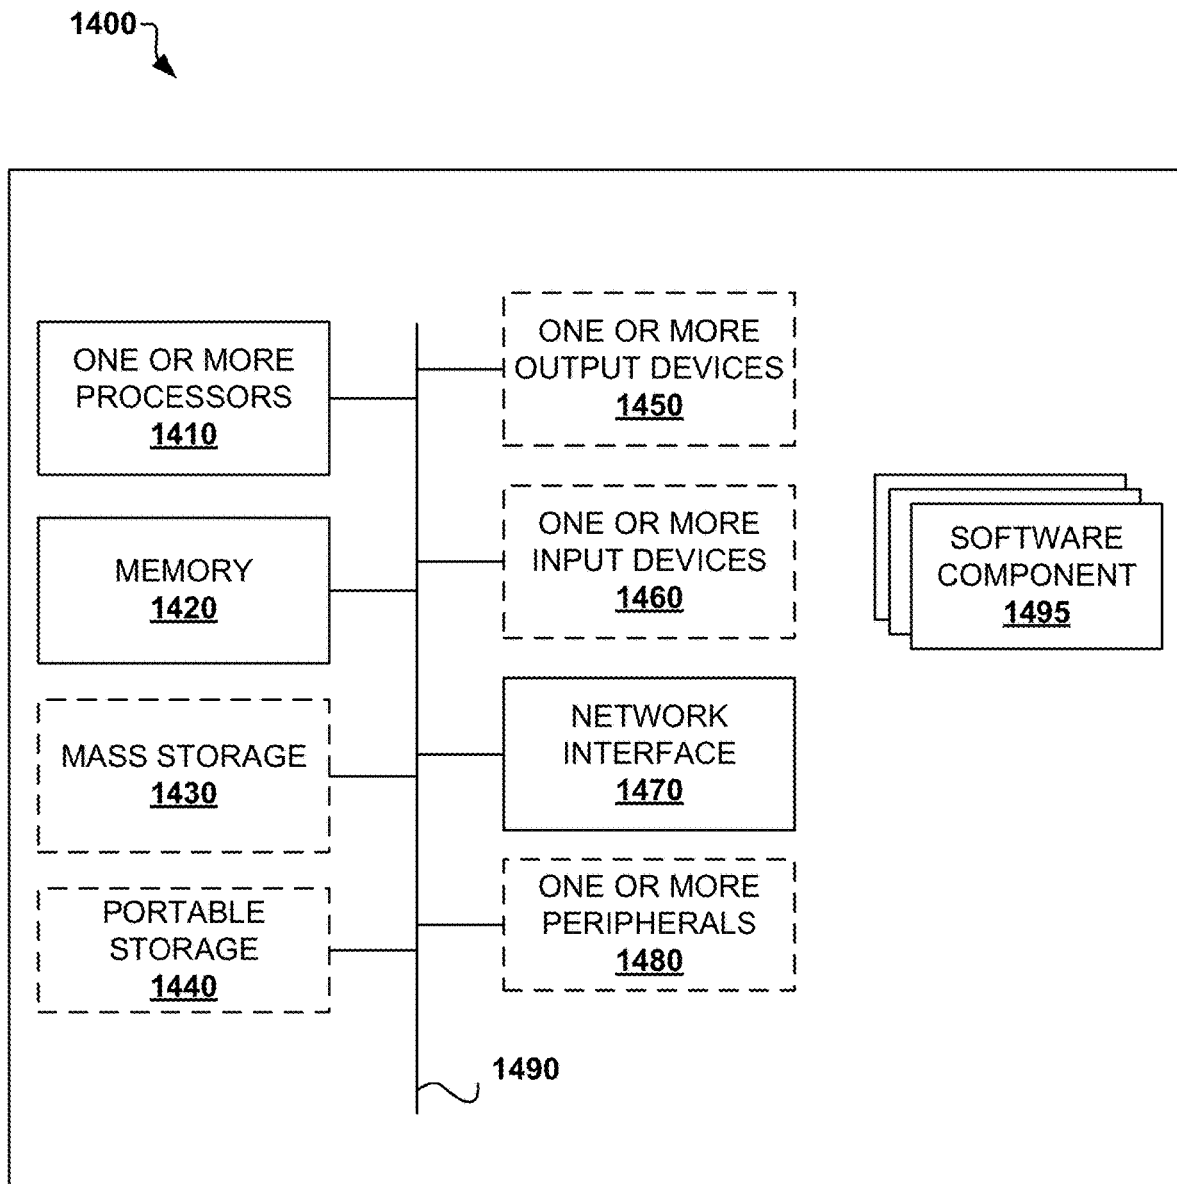 1400
ONE OR MORE
PROCESSORS
1410
MEMORY
1420
MASS STORAGE
1430
PORTABLE
STORAGE
1440
ONE OR MORE
OUTPUT DEVICES
1450
ONE OR MORE
INPUT DEVICES
1460
NETWORK
INTERFACE
1470
ONE OR MORE
PERIPHERALS
1480
1490
SOFTWARE
COMPONENT
1495